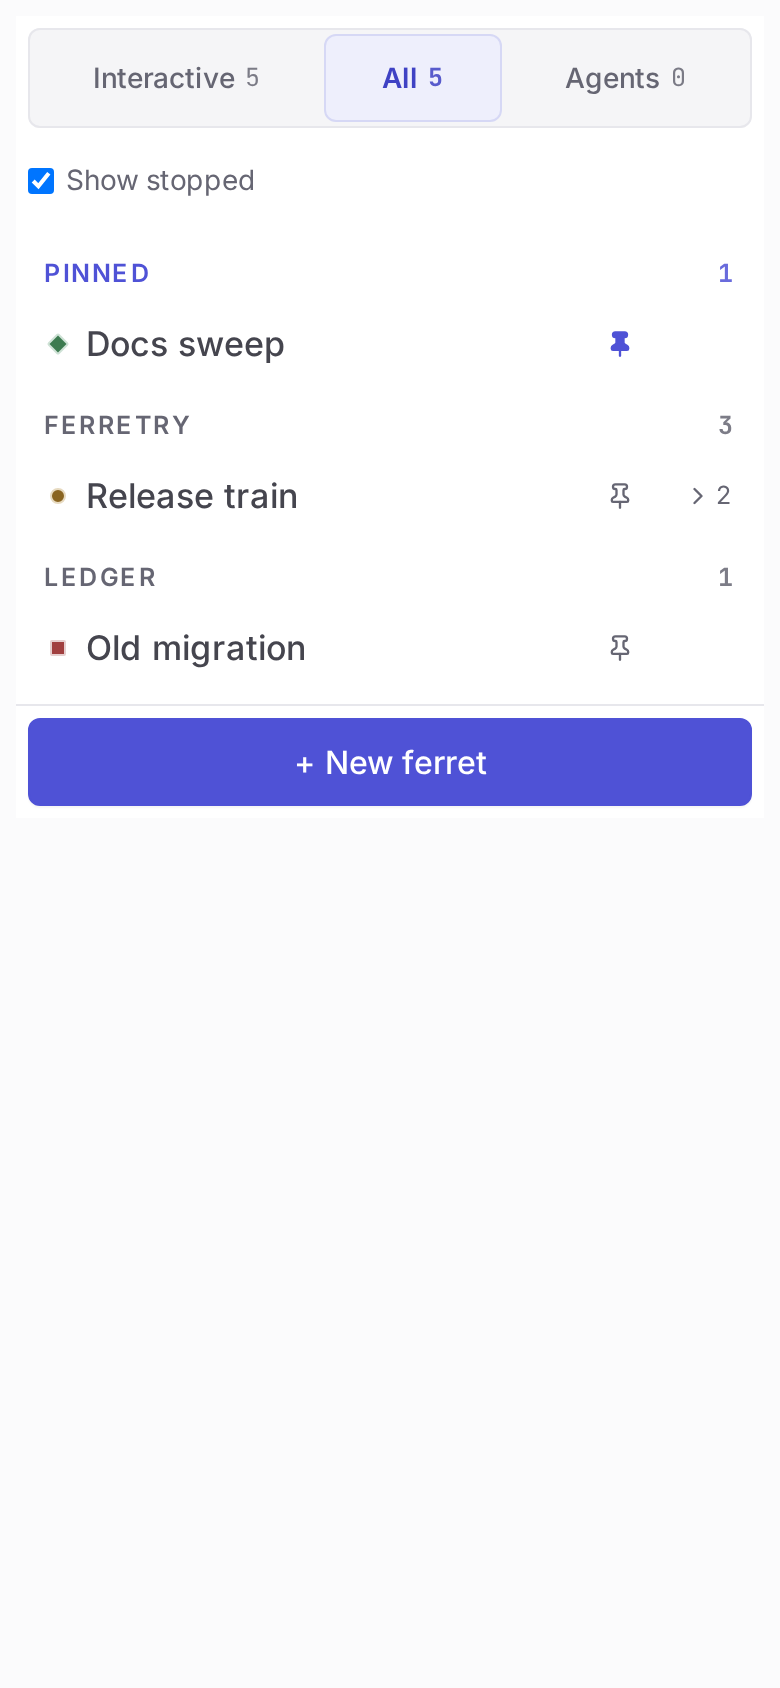 Interactive 5 All 5 Agents 0
Show stopped
PINNED 1
Docs sweep
FERRETRY 3
Release train 2
LEDGER 1
Old migration
+ New ferret